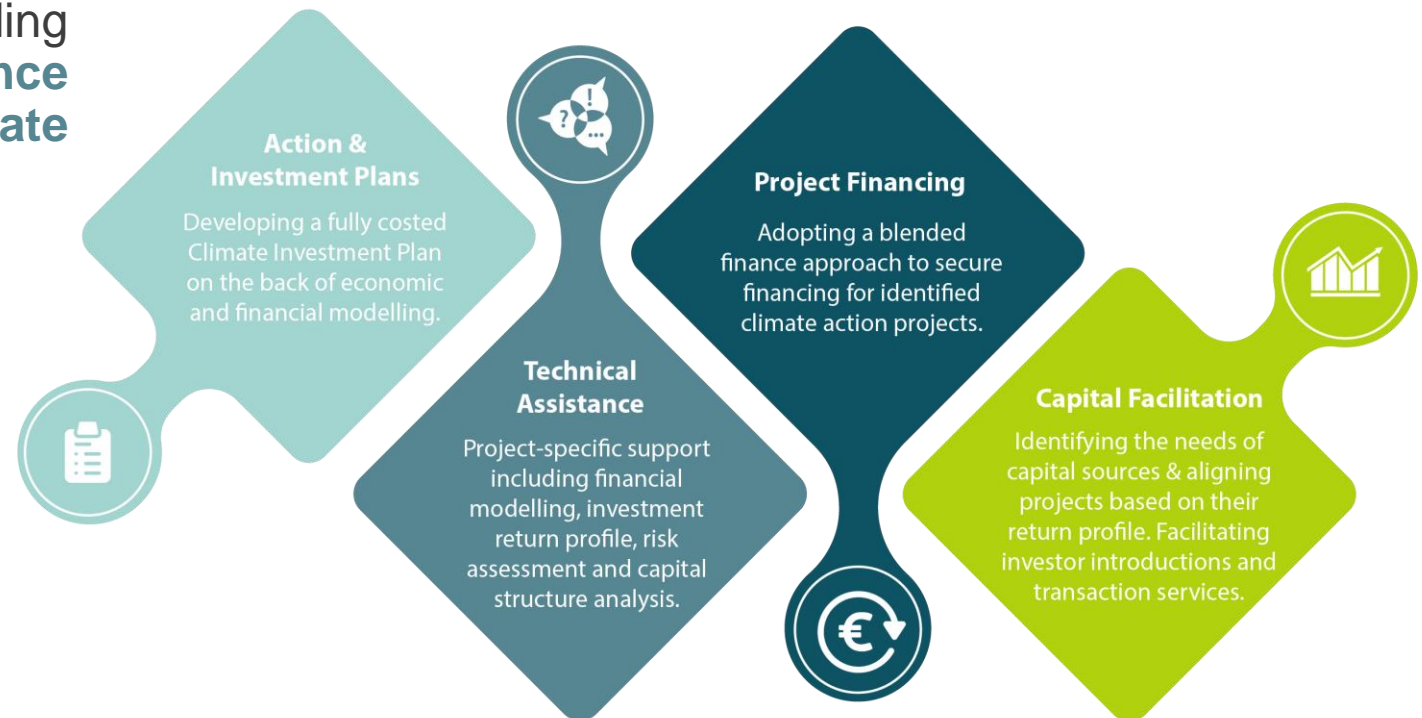 Action &
Investment Plans
Developing a fully costed
Climate Investment Plan
on the back of economic
and financial modelling.
?
!
...
Technical
Assistance
Project-specific support
including financial
modelling, investment
return profile, risk
assessment and capital
structure analysis.
Project Financing
Adopting a blended
finance approach to secure
financing for identified
climate action projects.
€
Capital Facilitation
Identifying the needs of
capital sources & aligning
projects based on their
return profile. Facilitating
investor introductions and
transaction services.